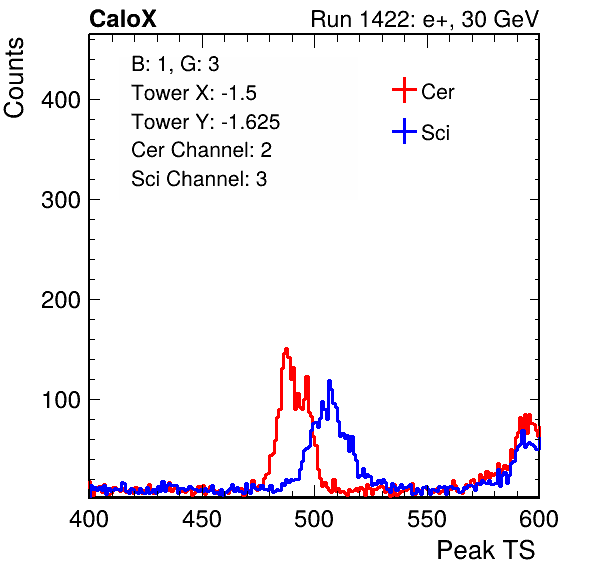 CaloX Run 1422: e+, 30 GeV
Counts
B: 1, G: 3
Tower X: -1.5
Tower Y: -1.625
Cer Channel: 2
Sci Channel: 3
Cer
Sci
400
300
200
100
400 450 500 550 600
Peak TS